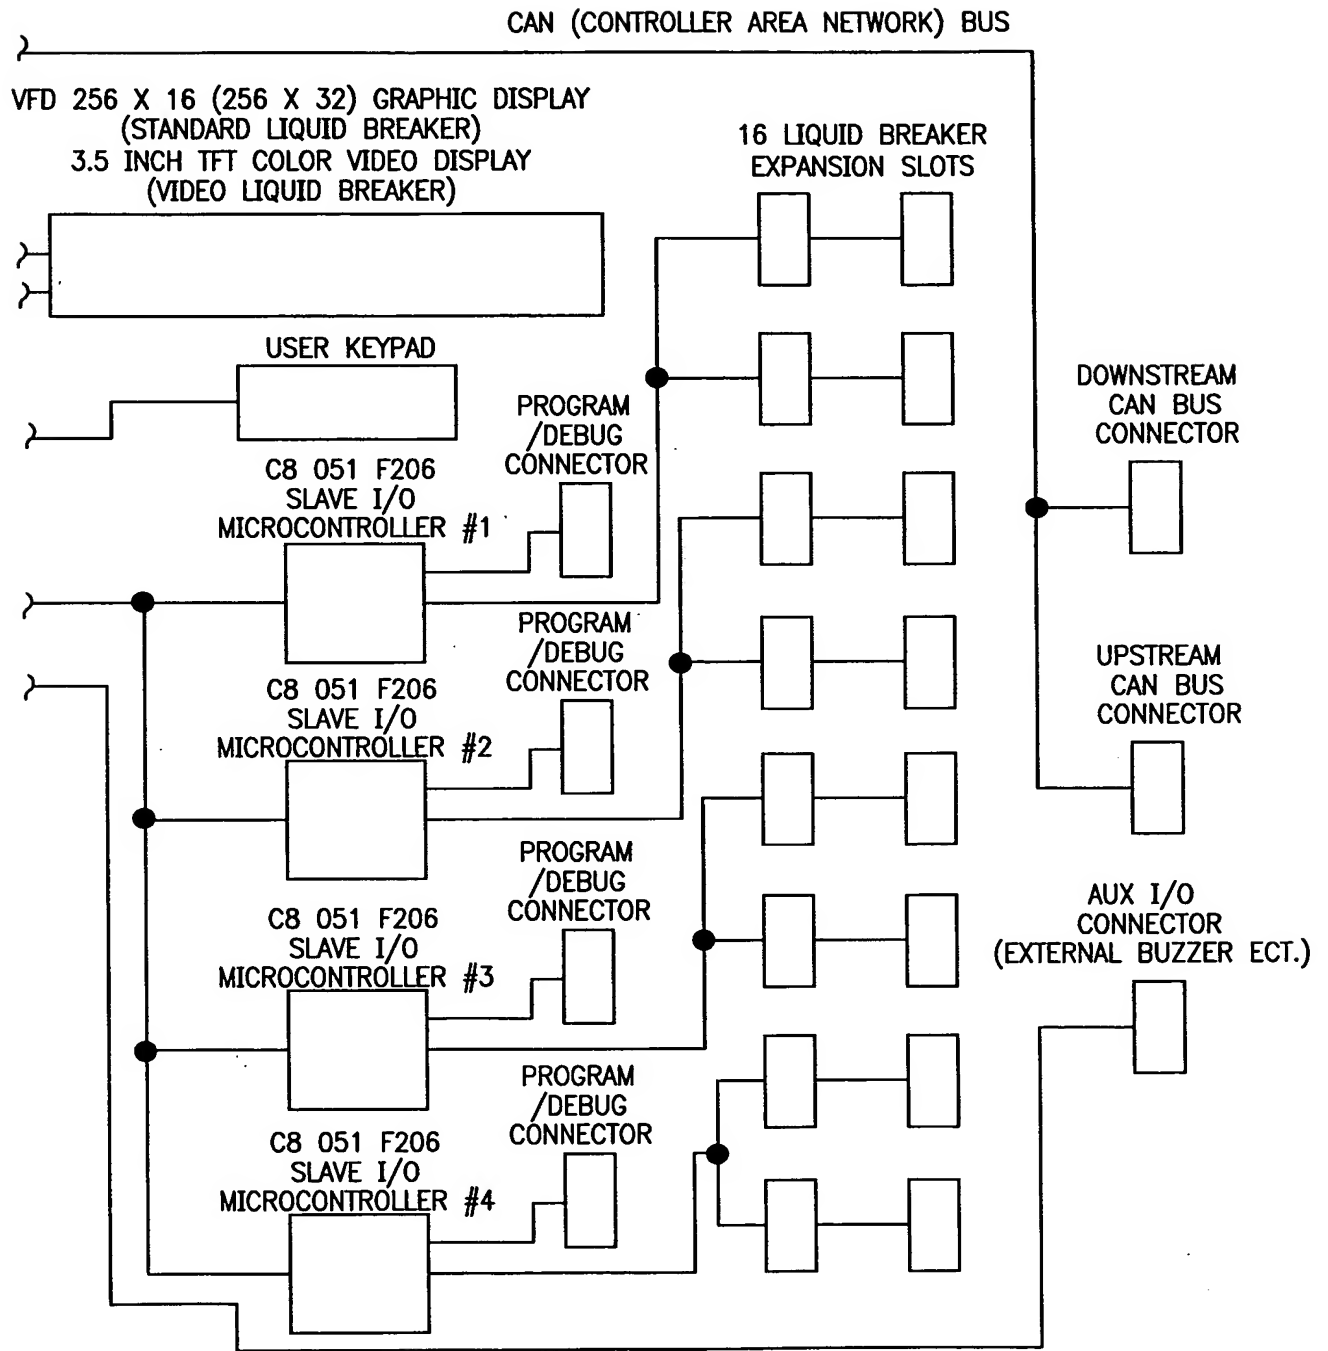 CAN (CONTROLLER AREA NETWORK) BUS
VFD 256 X 16 (256 X 32) GRAPHIC DISPLAY
(STANDARD LIQUID BREAKER)
3.5 INCH TFT COLOR VIDEO DISPLAY
(VIDEO LIQUID BREAKER)
16 LIQUID BREAKER
EXPANSION SLOTS
USER KEYPAD
PROGRAM
/DEBUG
CONNECTOR
C8 051 F206
SLAVE I/O
MICROCONTROLLER #1
DOWNSTREAM
CAN BUS
CONNECTOR
PROGRAM
/DEBUG
CONNECTOR
C8 051 F206
SLAVE I/O
MICROCONTROLLER #2
UPSTREAM
CAN BUS
CONNECTOR
PROGRAM
/DEBUG
CONNECTOR
C8 051 F206
SLAVE I/O
MICROCONTROLLER #3
AUX I/O
CONNECTOR
(EXTERNAL BUZZER ECT.)
PROGRAM
/DEBUG
CONNECTOR
C8 051 F206
SLAVE I/O
MICROCONTROLLER #4